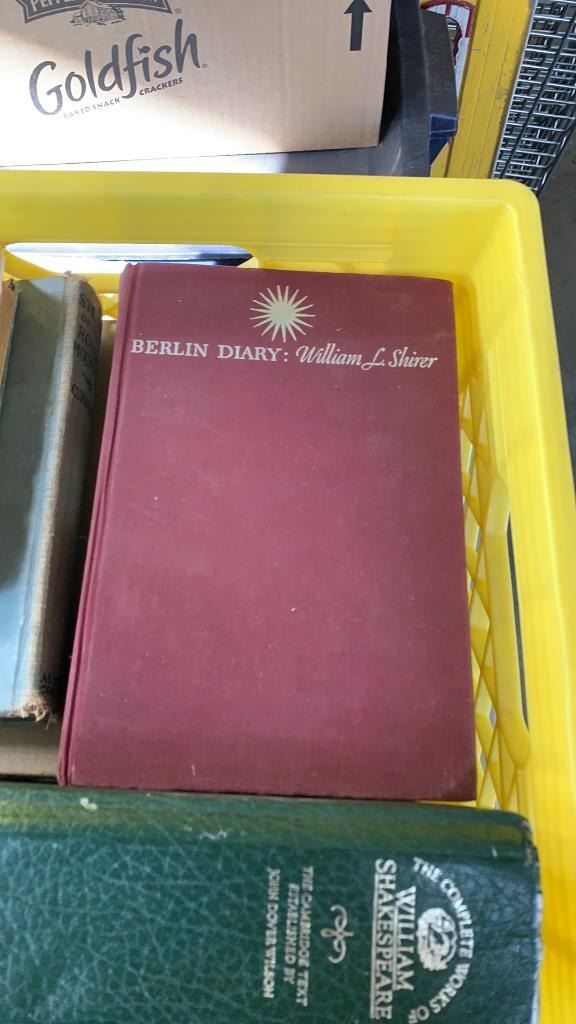 PEPPER
Goldfish
BAKED SNACK CRACKERS
BERLIN DIARY: William L. Shirer
THE COMPLETE WORKS OF
WILLIAM
SHAKESPEARE
THE CAMBRIDGE TEXT
ESTABLISHED BY
JOHN DOVER WILSON